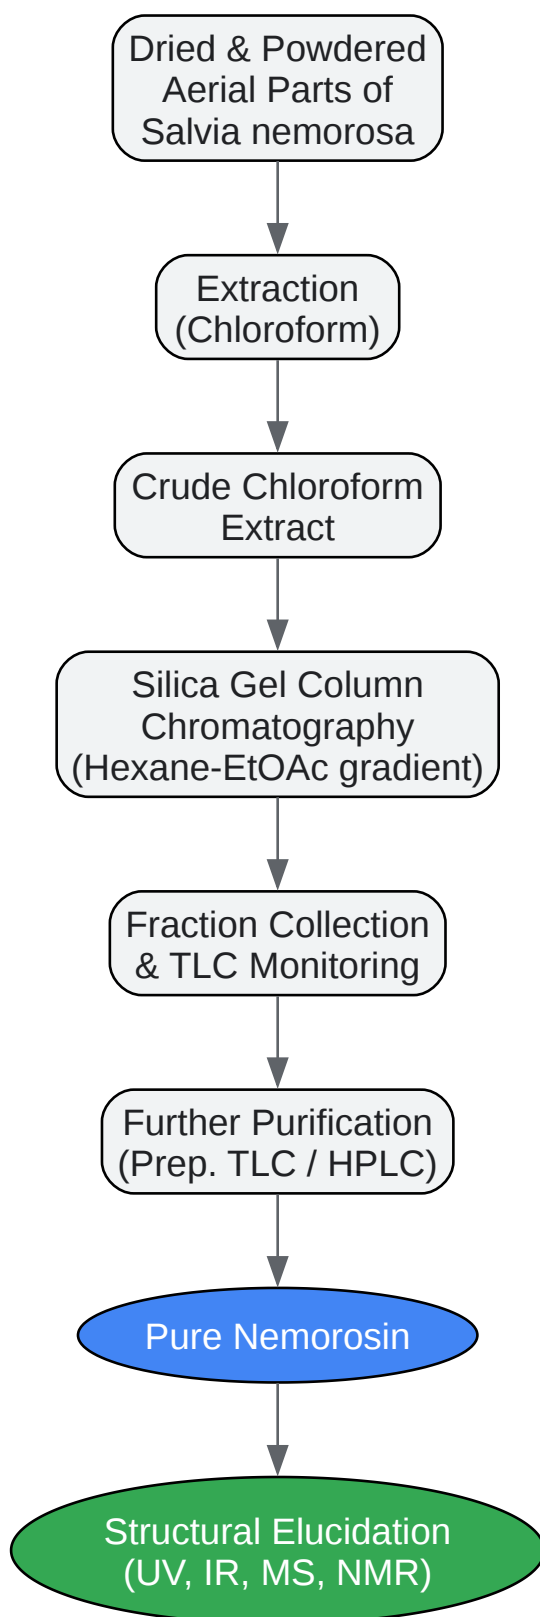 Dried & Powdered
Aerial Parts of
Salvia nemorosa
Extraction
(Chloroform)
Crude Chloroform
Extract
Silica Gel Column
Chromatography
(Hexane-EtOAc gradient)
Fraction Collection
& TLC Monitoring
Further Purification
(Prep. TLC / HPLC)
Pure Nemorosin
Structural Elucidation
(UV, IR, MS, NMR)